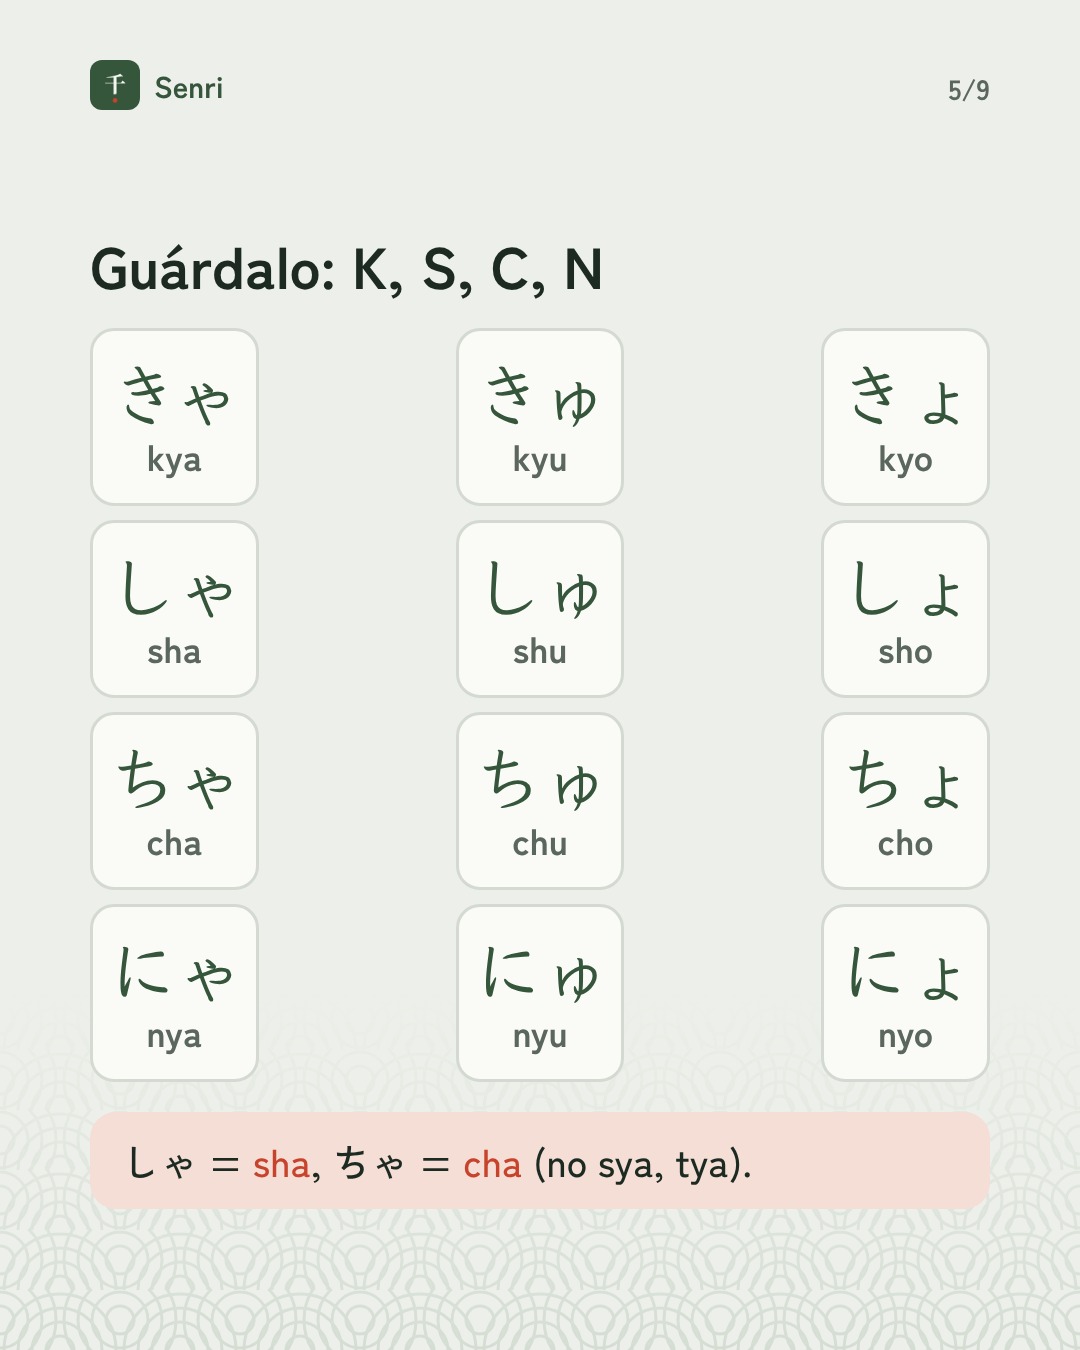 千 Senri 5/9
Guárdalo: K, S, C, N
きゃ きゅ きょ
kya kyu kyo
しゃ しゅ しょ
sha shu sho
ちゃ ちゅ ちょ
cha chu cho
にゃ にゅ にょ
nya nyu nyo
しゃ = sha, ちゃ = cha (no sya, tya).